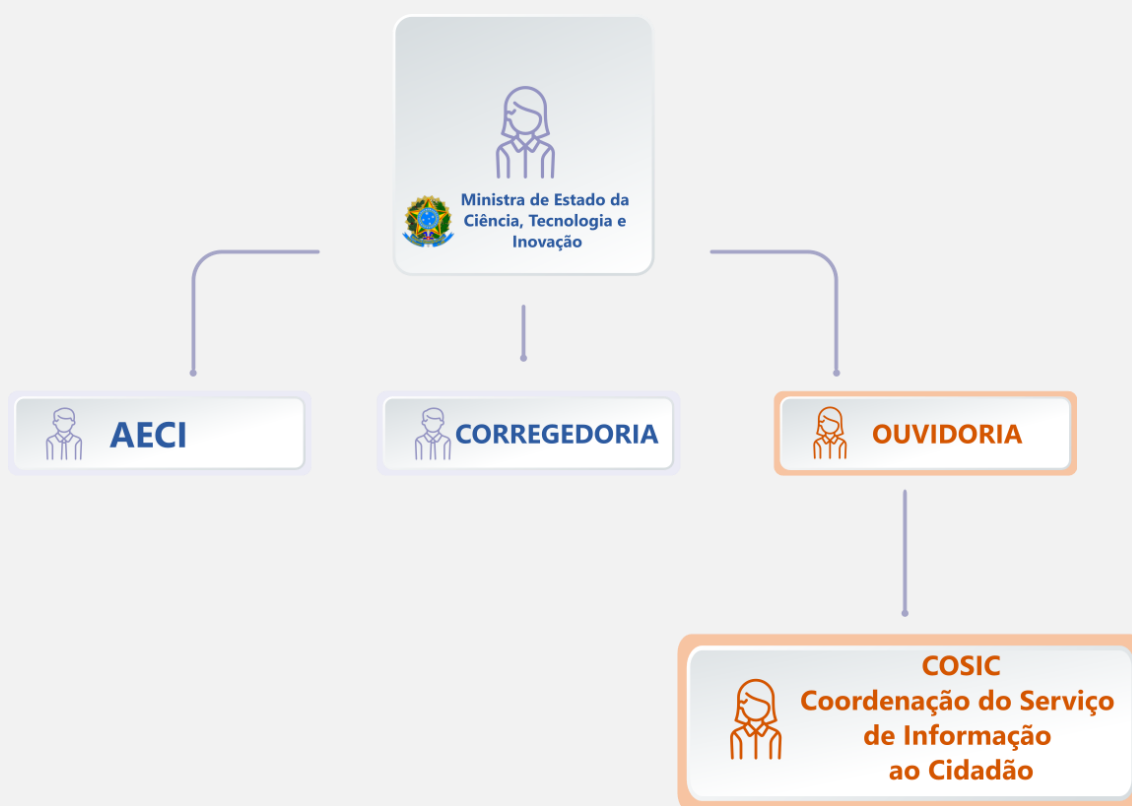 Ministra de Estado da
Ciência, Tecnologia e
Inovação
AECI
CORREGEDORIA
OUVIDORIA
COSIC
Coordenação do Serviço
de Informação
ao Cidadão